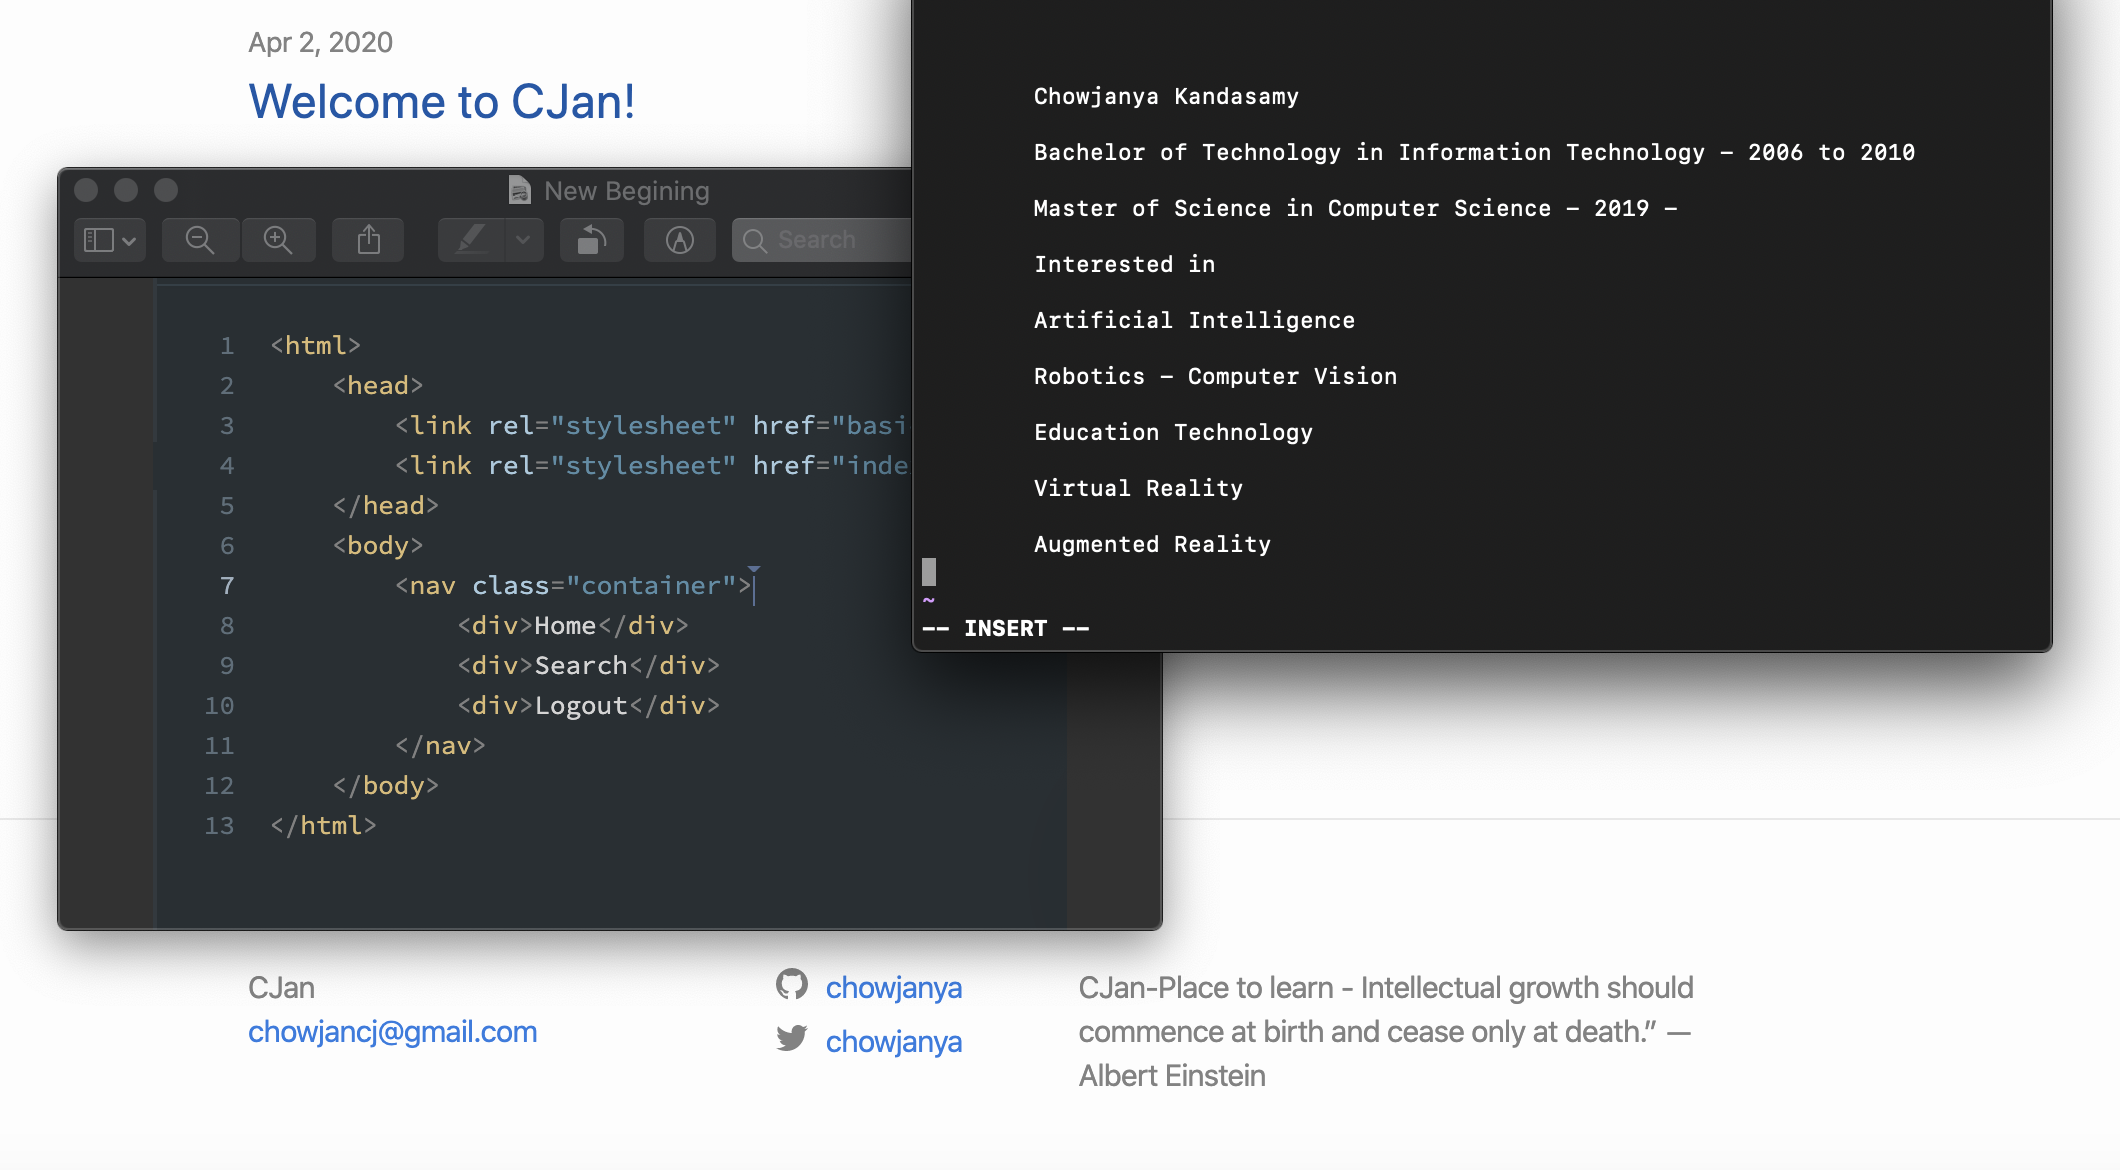 Apr 2, 2020
Welcome to CJan!
New Begining
Search
1 <html>
2 <head>
3 <link rel="stylesheet" href="basi
4 <link rel="stylesheet" href="inde
5 </head>
6 <body>
7 <nav class="container">
8 <div>Home</div>
9 <div>Search</div>
10 <div>Logout</div>
11 </nav>
12 </body>
13 </html>
Chowjanya Kandasamy
Bachelor of Technology in Information Technology – 2006 to 2010
Master of Science in Computer Science – 2019 –
Interested in
Artificial Intelligence
Robotics – Computer Vision
Education Technology
Virtual Reality
Augmented Reality
~
-- INSERT --
CJan
chowjancj@gmail.com
chowjanya
chowjanya
CJan-Place to learn - Intellectual growth should
commence at birth and cease only at death.” —
Albert Einstein